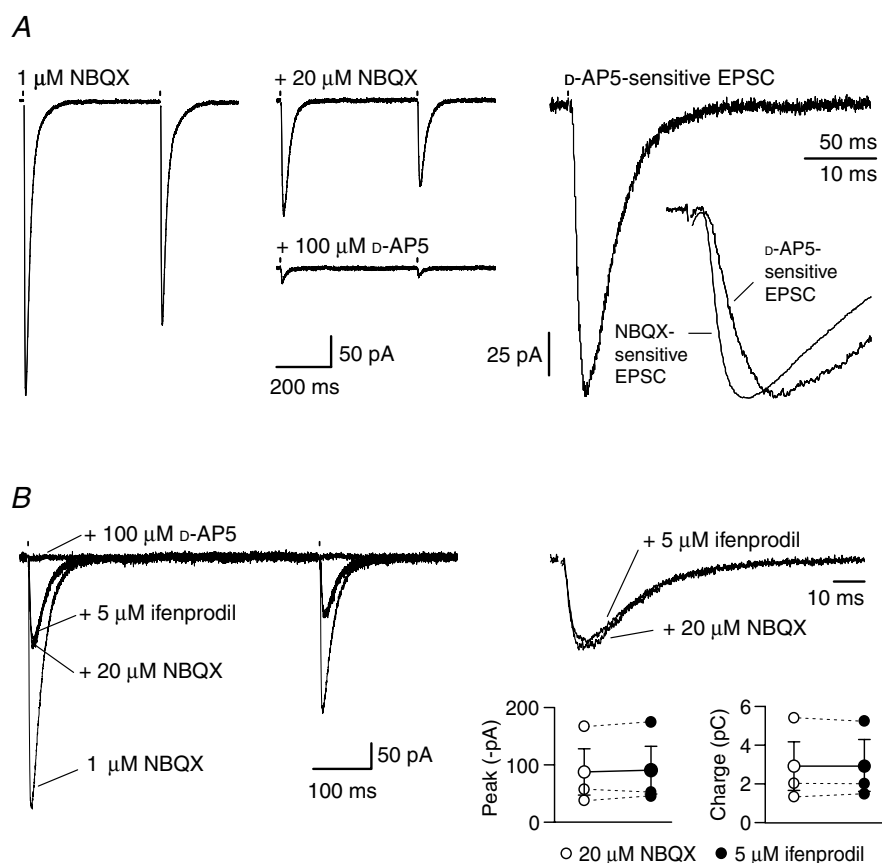 A
1 µM NBQX
+ 20 µM NBQX
+ 100 µM D-AP5
50 pA
200 ms
D-AP5-sensitive EPSC
50 ms
10 ms
D-AP5-
sensitive
EPSC
NBQX-
sensitive
EPSC
25 pA
B
+ 100 µM D-AP5
+ 5 µM ifenprodil
+ 20 µM NBQX
1 µM NBQX
50 pA
100 ms
+ 5 µM ifenprodil
10 ms
+ 20 µM NBQX
Peak (-pA)
200
100
0
Charge (pC)
6
4
2
0
20 µM NBQX
5 µM ifenprodil